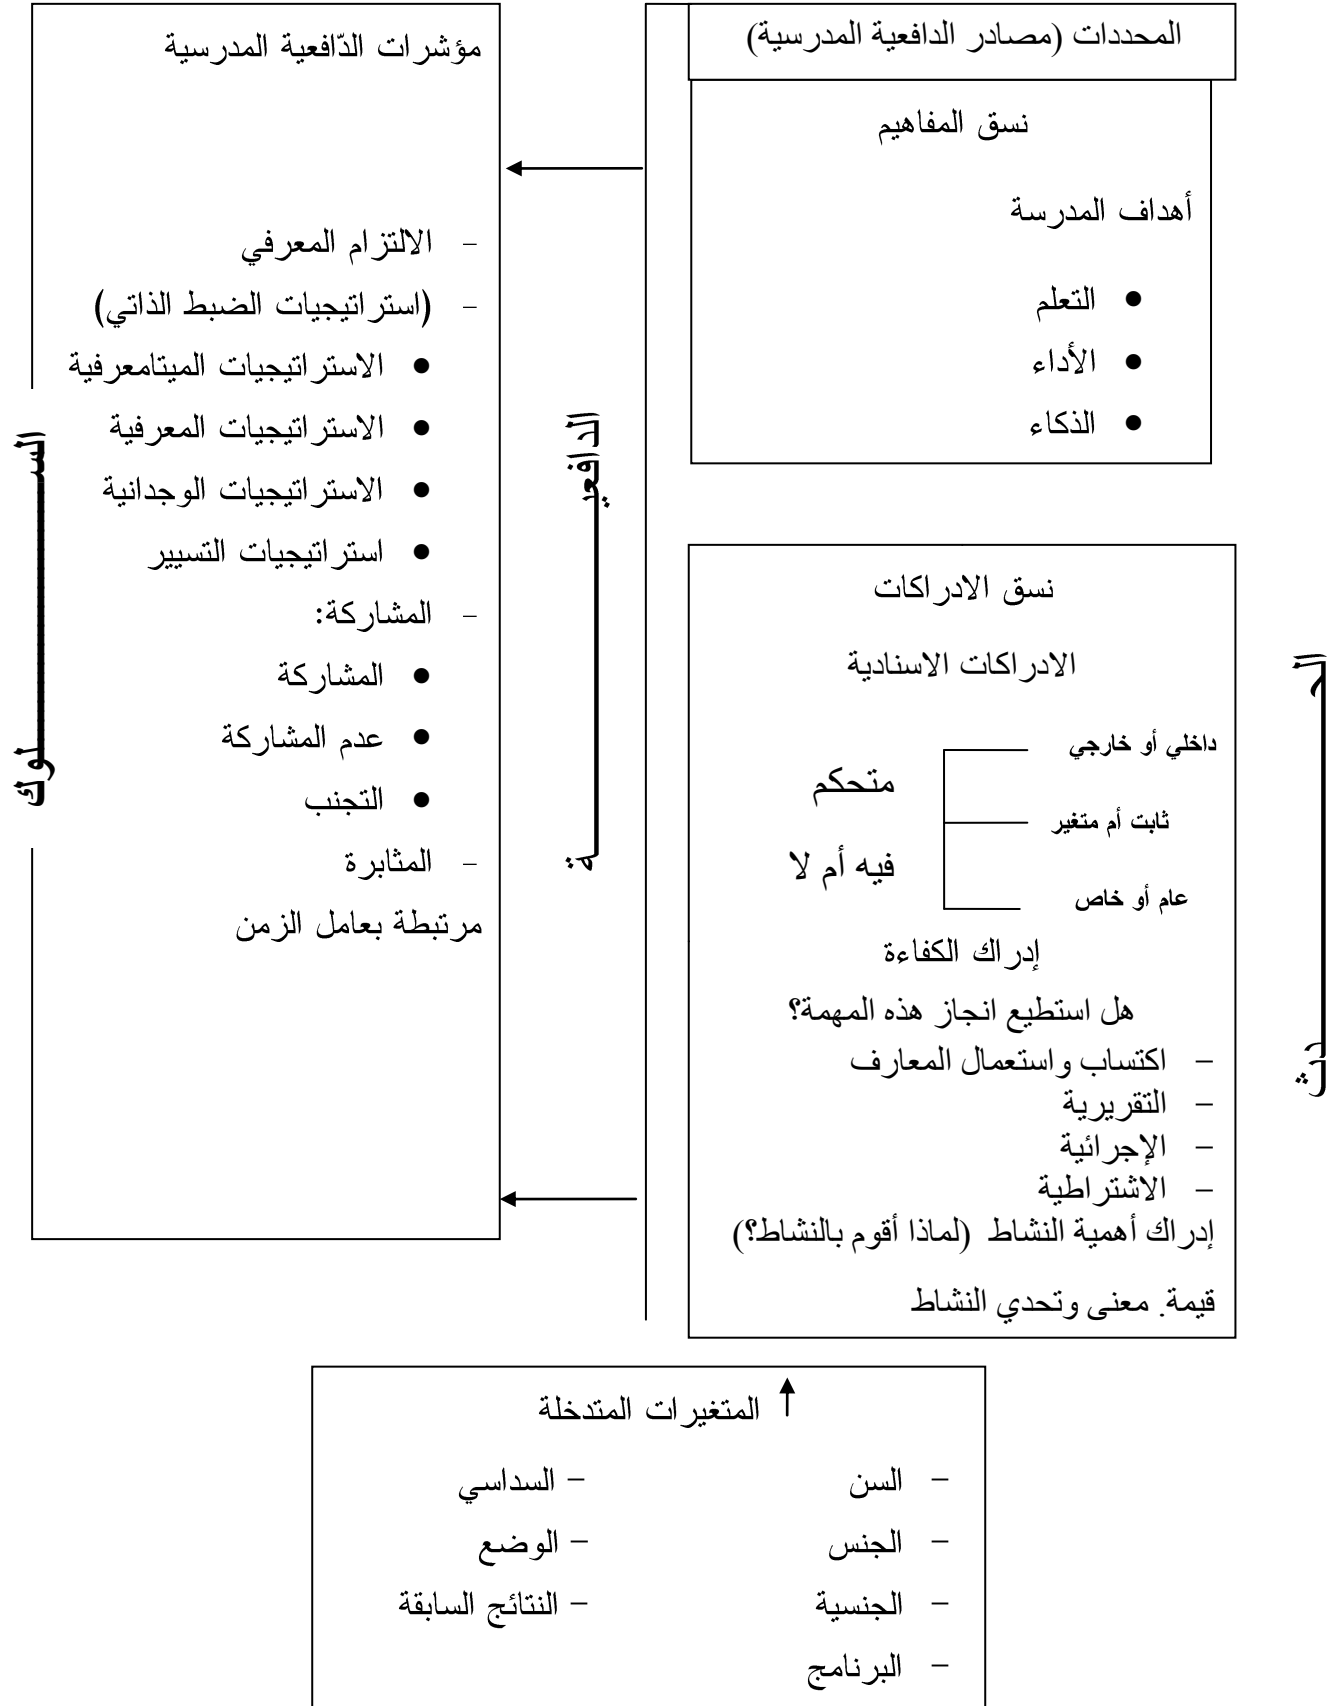 المحددات (مصادر الدافعية المدرسية)
نسق المفاهيم
أهداف المدرسة
• التعلم
• الأداء
• الذكاء
نسق الادراكات
الادراكات الاسنادية
داخلي أو خارجي
ثابت أم متغير
عام أو خاص
متحكم
فيه أم لا
إدراك الكفاءة
هل استطيع انجاز هذه المهمة؟
– اكتساب واستعمال المعارف
– التقريرية
– الإجرائية
– الاشتراطية
إدراك أهمية النشاط (لماذا أقوم بالنشاط؟)
قيمة. معنى وتحدي النشاط
الحـــــدث
الدافعيـــــة
مؤشرات الدّافعية المدرسية
- الالتزام المعرفي
- (استراتيجيات الضبط الذاتي)
• الاستراتيجيات الميتامعرفية
• الاستراتيجيات المعرفية
• الاستراتيجيات الوجدانية
• استراتيجيات التسيير
- المشاركة:
• المشاركة
• عدم المشاركة
• التجنب
- المثابرة
مرتبطة بعامل الزمن
الســـــلوك
المتغيرات المتدخلة
– السن
– الجنس
– الجنسية
– البرنامج
– السداسي
– الوضع
– النتائج السابقة